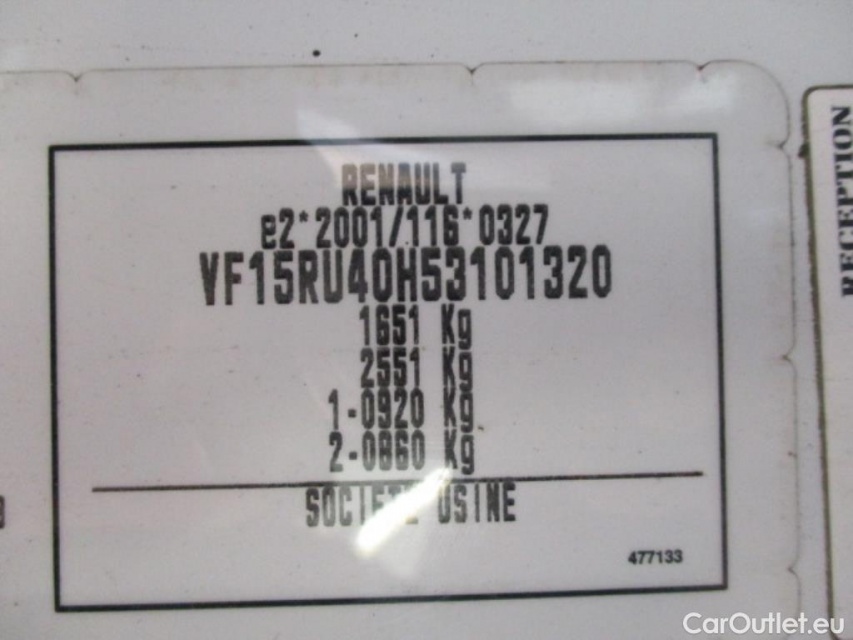 RENAULT
e2*2001/116*0327
VF15RU40H53101320
1651 Kg
2551 Kg
1-0920 Kg
2-0860 Kg
SOCIETE USINE
477133
RECEPTION
CarOutlet.eu